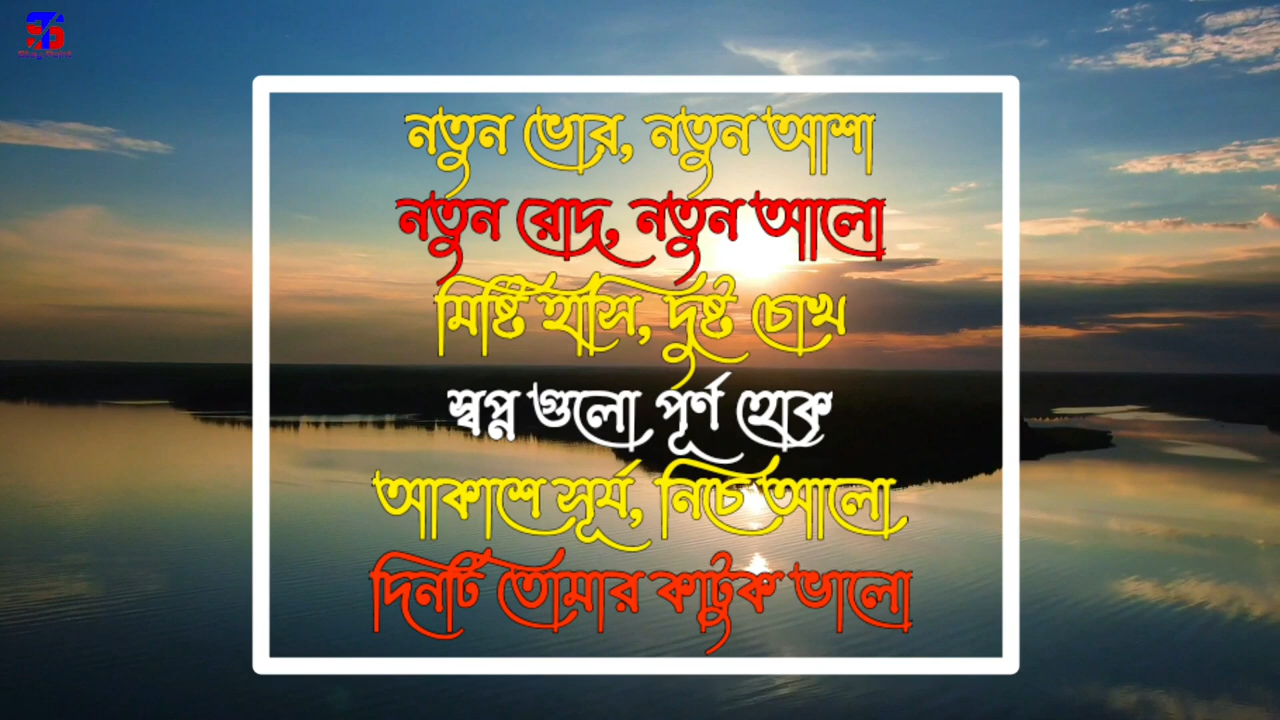 নতুন ভোর, নতুন আশা
নতুন রোদ, নতুন আলো
মিষ্টি হাসি, দুষ্ট চোখ
স্বপ্ন গুলো পূর্ণ হোক
আকাশে সূর্য, নিচে আলো
দিনটি তোমার কাটুক ভালো